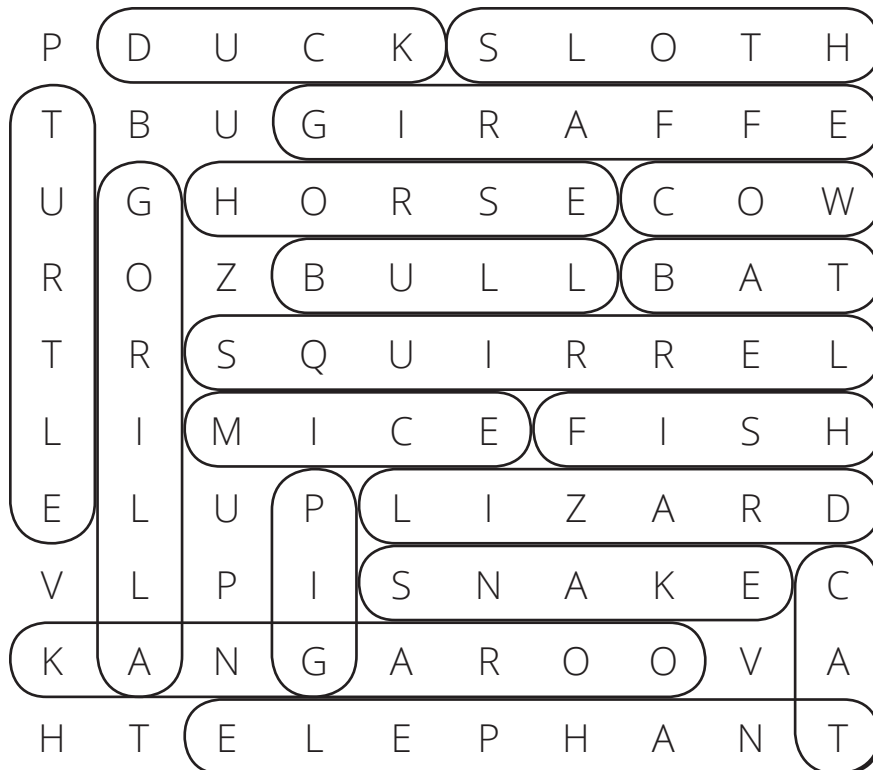 P D U C K S L O T H
T B U G I R A F F E
U G H O R S E C O W
R O Z B U L L B A T
T R S Q U I R R E L
L I M I C E F I S H
E L U P L I Z A R D
V L P I S N A K E C
K A N G A R O O V A
H T E L E P H A N T